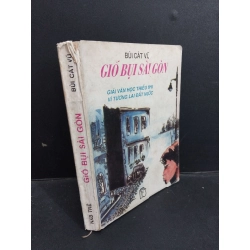 BÙI CÁT VŨ
GIÓ BỤI SÀI GÒN
GIẢI VĂN HỌC THIẾU NHI
VÌ TƯƠNG LAI ĐẤT NƯỚC
BÙI CÁT VŨ
GIÓ BỤI SÀI GÒN
NXB TRẺ